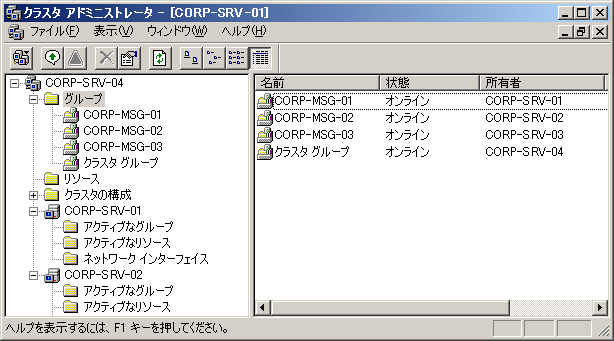 クラスタ アドミニストレータ - [CORP-SRV-01]
ファイル(F) 表示(V) ウィンドウ(W) ヘルプ(H)
CORP-SRV-04
グループ
CORP-MSG-01
CORP-MSG-02
CORP-MSG-03
クラスタ グループ
リソース
クラスタの構成
CORP-SRV-01
アクティブなグループ
アクティブなリソース
ネットワーク インターフェイス
CORP-SRV-02
アクティブなグループ
アクティブなリソース
名前 状態 所有者
CORP-MSG-01 オンライン CORP-SRV-01
CORP-MSG-02 オンライン CORP-SRV-02
CORP-MSG-03 オンライン CORP-SRV-03
クラスタ グループ オンライン CORP-SRV-04
ヘルプを表示するには、F1 キーを押してください。